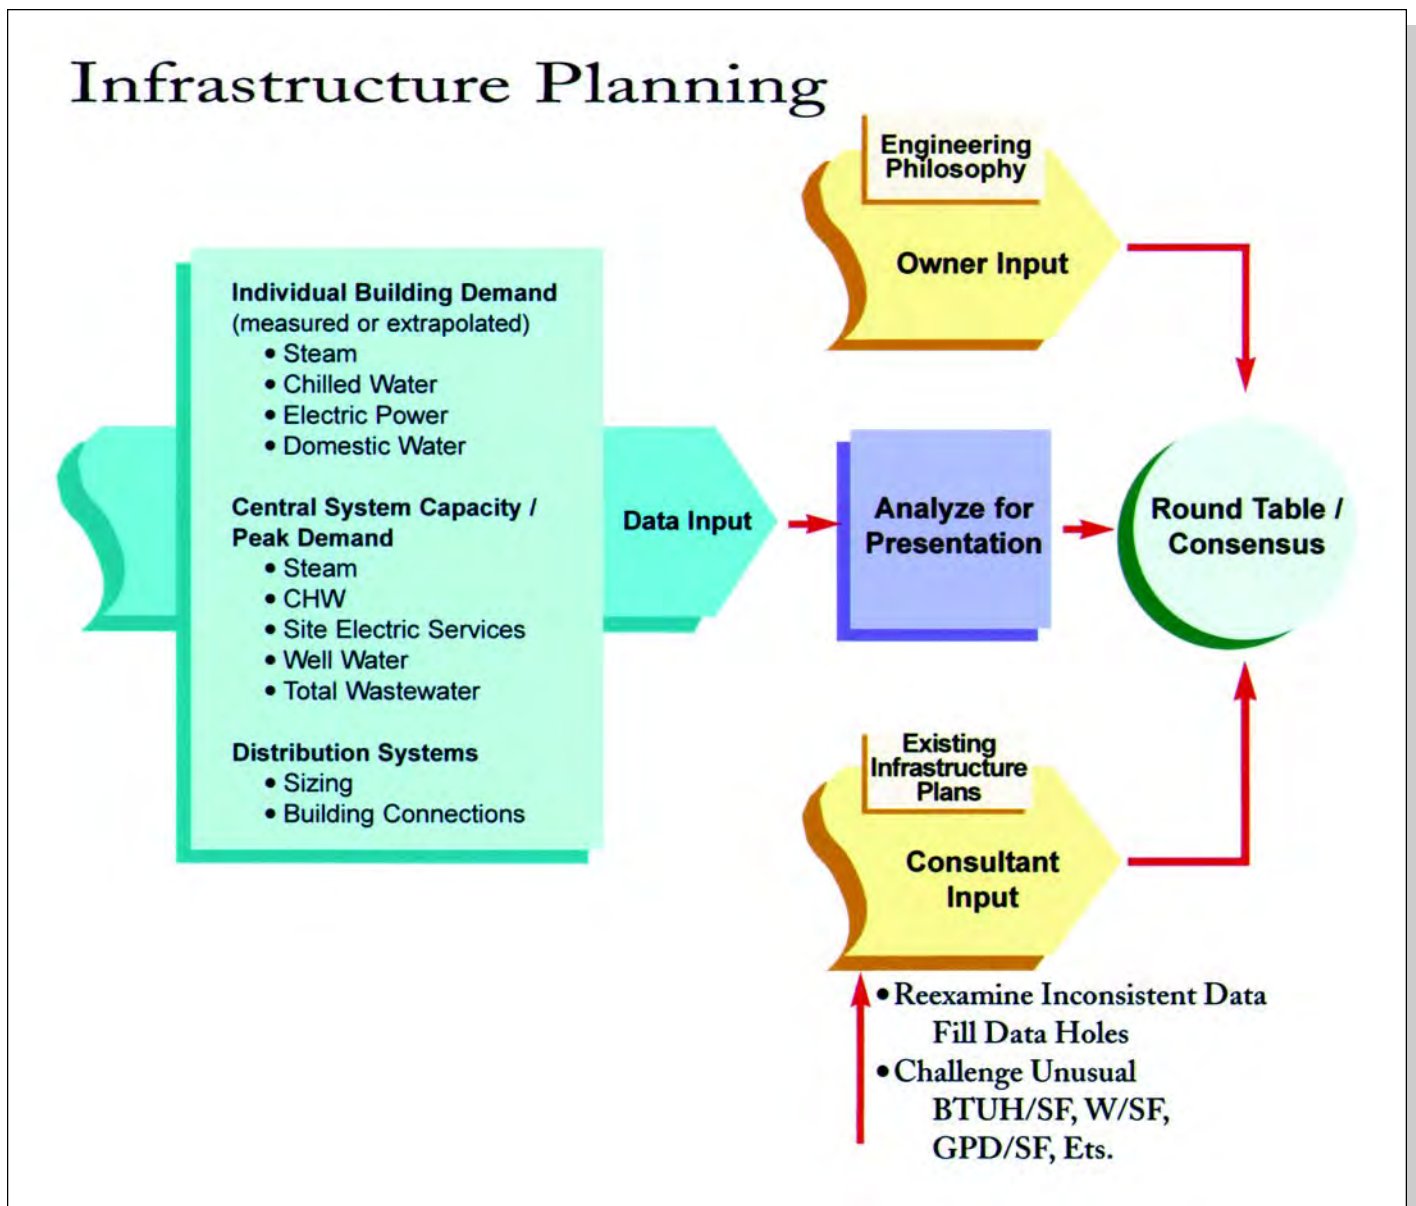 Infrastructure Planning
Engineering
Philosophy
Owner Input
Individual Building Demand
(measured or extrapolated)
• Steam
• Chilled Water
• Electric Power
• Domestic Water
Central System Capacity /
Peak Demand
• Steam
• CHW
• Site Electric Services
• Well Water
• Total Wastewater
Distribution Systems
• Sizing
• Building Connections
Data Input
Analyze for
Presentation
Round Table /
Consensus
Existing
Infrastructure
Plans
Consultant
Input
• Reexamine Inconsistent Data
Fill Data Holes
• Challenge Unusual
BTUH/SF, W/SF,
GPD/SF, Ets.